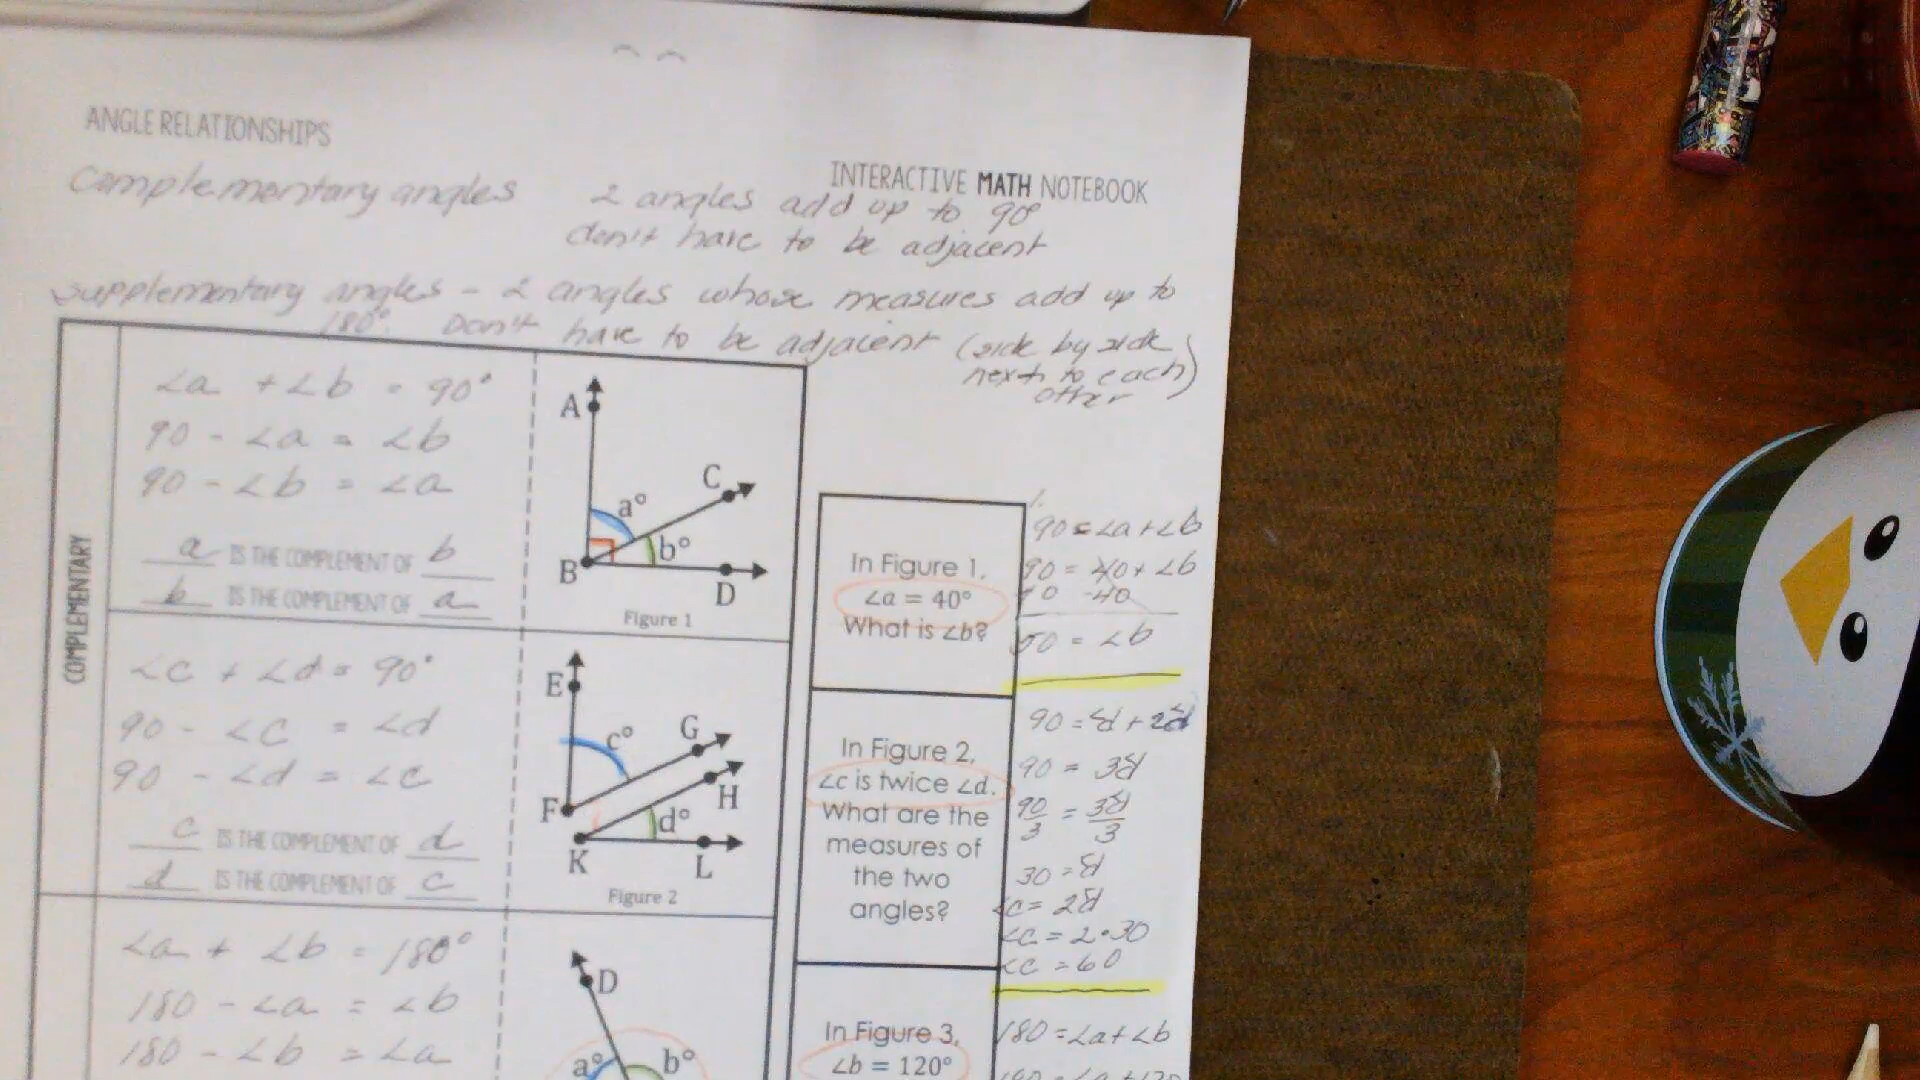 ANGLE RELATIONSHIPS
INTERACTIVE MATH NOTEBOOK
Complementary angles 2 angles add up to 90°
don't have to be adjacent
Supplementary angles - 2 angles whose measures add up to
180°. Don't have to be adjacent (side by side
next to each)
other
COMPLEMENTARY
∠a + ∠b = 90°
90 - ∠a = ∠b
90 - ∠b = ∠a
a IS THE COMPLEMENT OF b
b IS THE COMPLEMENT OF a
A
C
a°
b°
B
D
Figure 1
In Figure 1,
∠a = 40°
What is ∠b?
1.
90 = ∠a + ∠b
90 = 40 + ∠b
-40
50 = ∠b
∠c + ∠d = 90°
90 - ∠c = ∠d
90 - ∠d = ∠c
c IS THE COMPLEMENT OF d
d IS THE COMPLEMENT OF c
E
c°
G
H
F
d°
K
L
Figure 2
In Figure 2,
∠c is twice ∠d.
What are the
measures of
the two
angles?
90 = ∠d + 2∠d
90 = 3∠d
90/3 = 3∠d/3
30 = ∠d
∠c = 2∠d
∠c = 2•30
∠c = 60
∠a + ∠b = 180°
180 - ∠a = ∠b
180 - ∠b = ∠a
D
a°
b°
In Figure 3,
∠b = 120°
180 = ∠a + ∠b